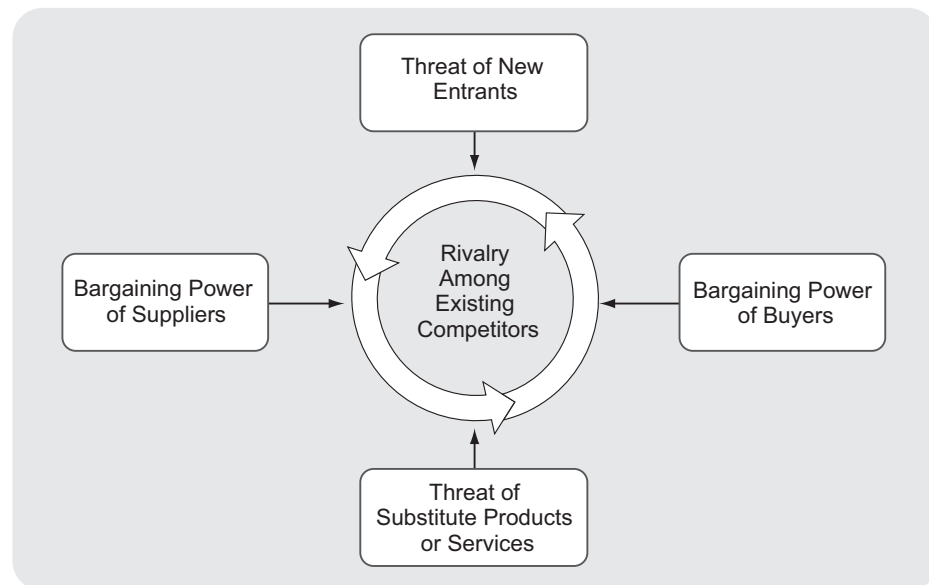 Threat of New
Entrants
Rivalry
Among
Existing
Competitors
Bargaining Power
of Suppliers
Bargaining Power
of Buyers
Threat of
Substitute Products
or Services